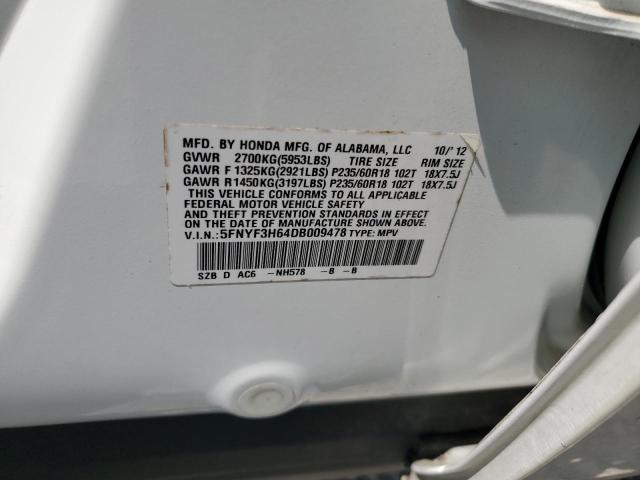 MFD. BY HONDA MFG. OF ALABAMA, LLC 10/'12
GVWR 2700KG(5953LBS) TIRE SIZE RIM SIZE
GAWR F 1325KG(2921LBS) P235/60R18 102T 18X7.5J
GAWR R1450KG(3197LBS) P235/60R18 102T 18X7.5J
THIS VEHICLE CONFORMS TO ALL APPLICABLE
FEDERAL MOTOR VEHICLE SAFETY
AND THEFT PREVENTION STANDARDS IN EFFECT
ON THE DATE OF MANUFACTURE SHOWN ABOVE.
V.I.N.: 5FNYF3H64DB009478 TYPE: MPV
SZB D AC6 -NH578 -B -B